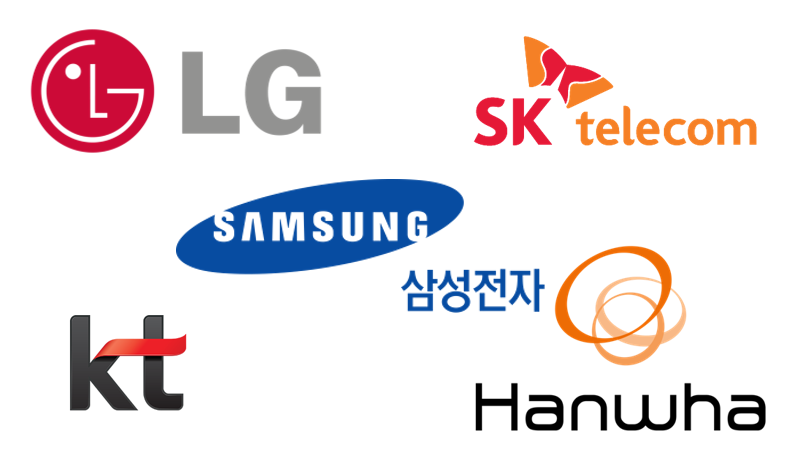 LG
SK telecom
SAMSUNG
삼성전자
kt
Hanwha